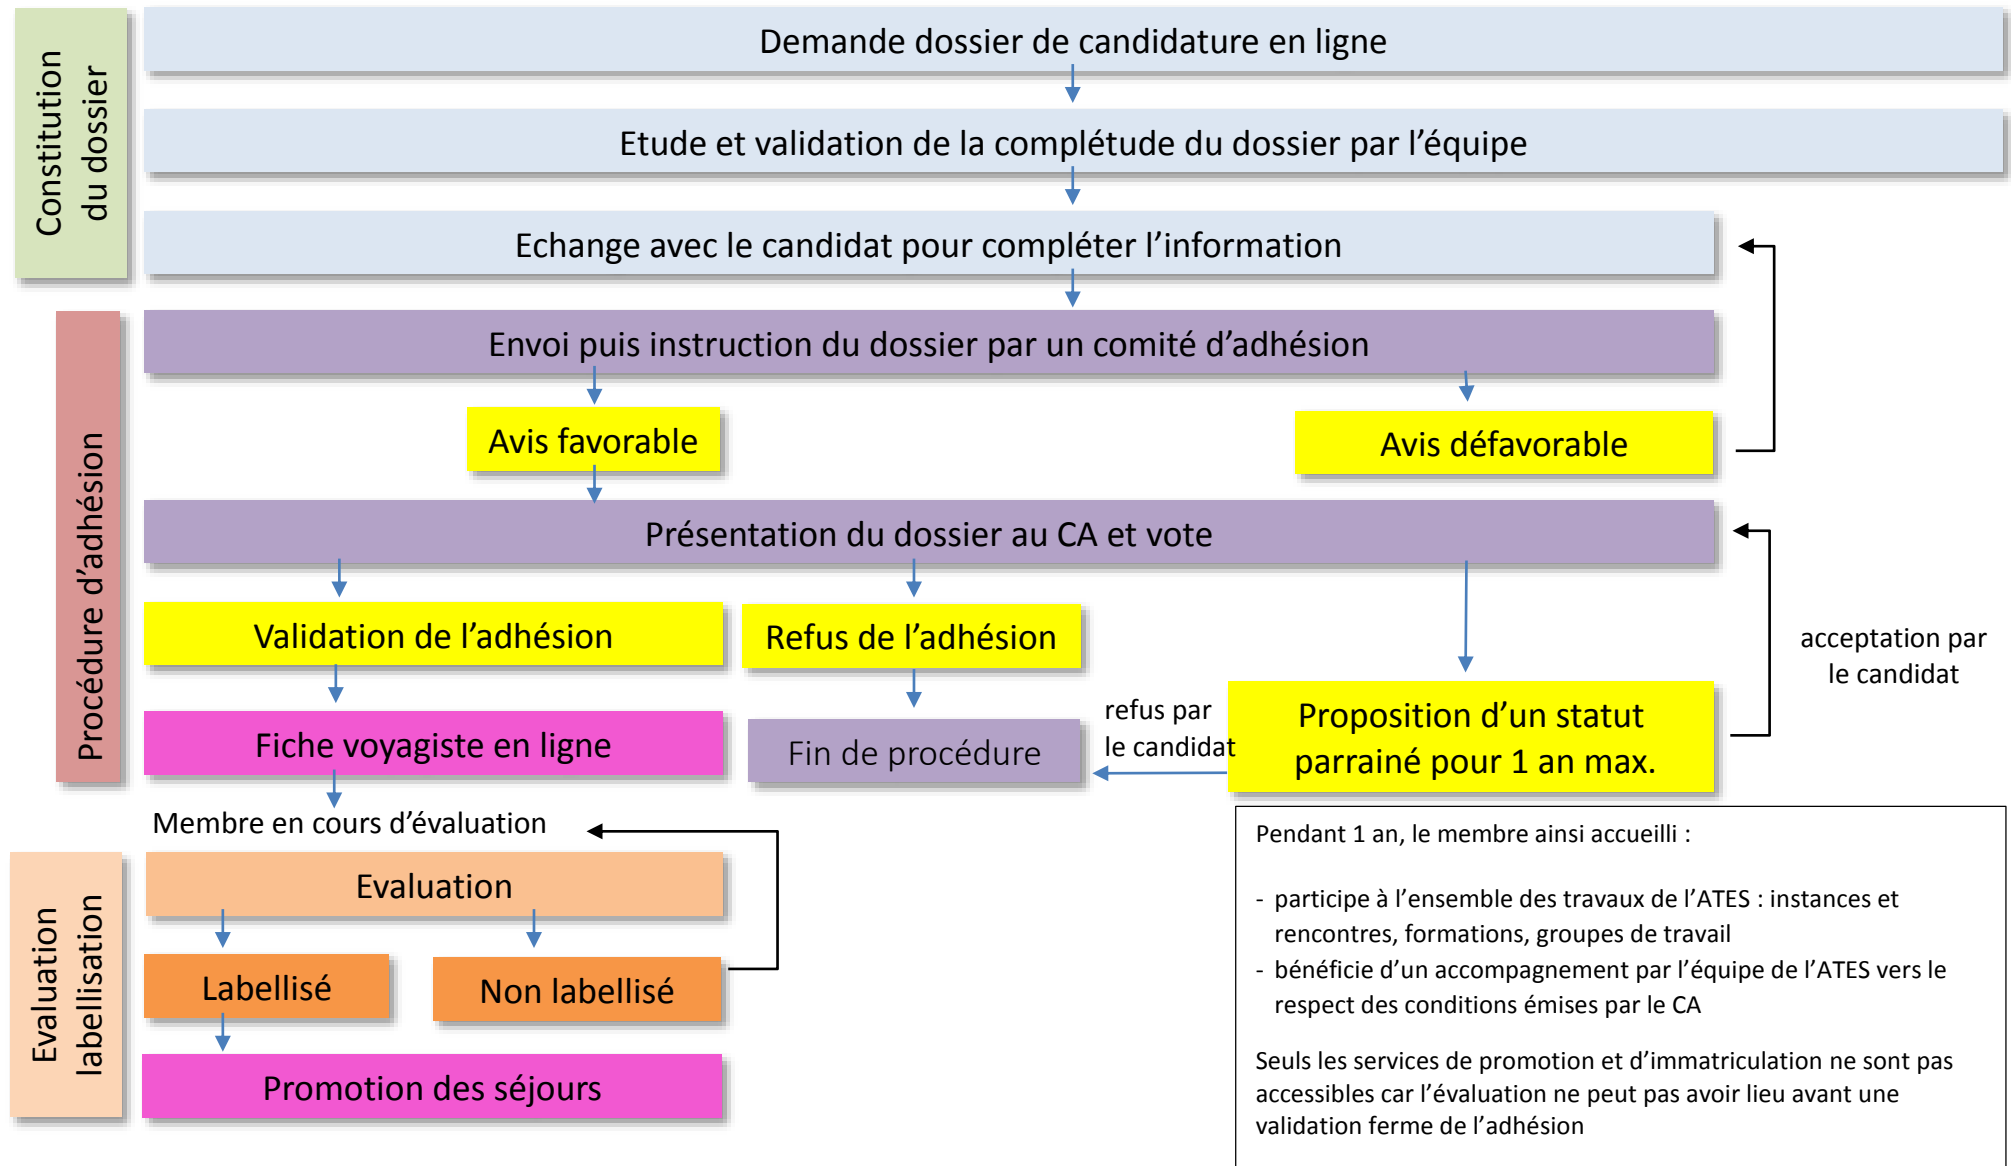 Constitution
du dossier
Demande dossier de candidature en ligne
Etude et validation de la complétude du dossier par l’équipe
Echange avec le candidat pour compléter l’information
Procédure d’adhésion
Envoi puis instruction du dossier par un comité d’adhésion
Avis favorable
Avis défavorable
Présentation du dossier au CA et vote
Validation de l’adhésion
Refus de l’adhésion
acceptation par
le candidat
Fiche voyagiste en ligne
Fin de procédure
refus par
le candidat
Proposition d’un statut
parrainé pour 1 an max.
Membre en cours d’évaluation
Evaluation
labellisation
Evaluation
Labellisé
Non labellisé
Promotion des séjours
Pendant 1 an, le membre ainsi accueilli :
- participe à l’ensemble des travaux de l’ATES : instances et
rencontres, formations, groupes de travail
- bénéficie d’un accompagnement par l’équipe de l’ATES vers le
respect des conditions émises par le CA
Seuls les services de promotion et d’immatriculation ne sont pas
accessibles car l’évaluation ne peut pas avoir lieu avant une
validation ferme de l’adhésion